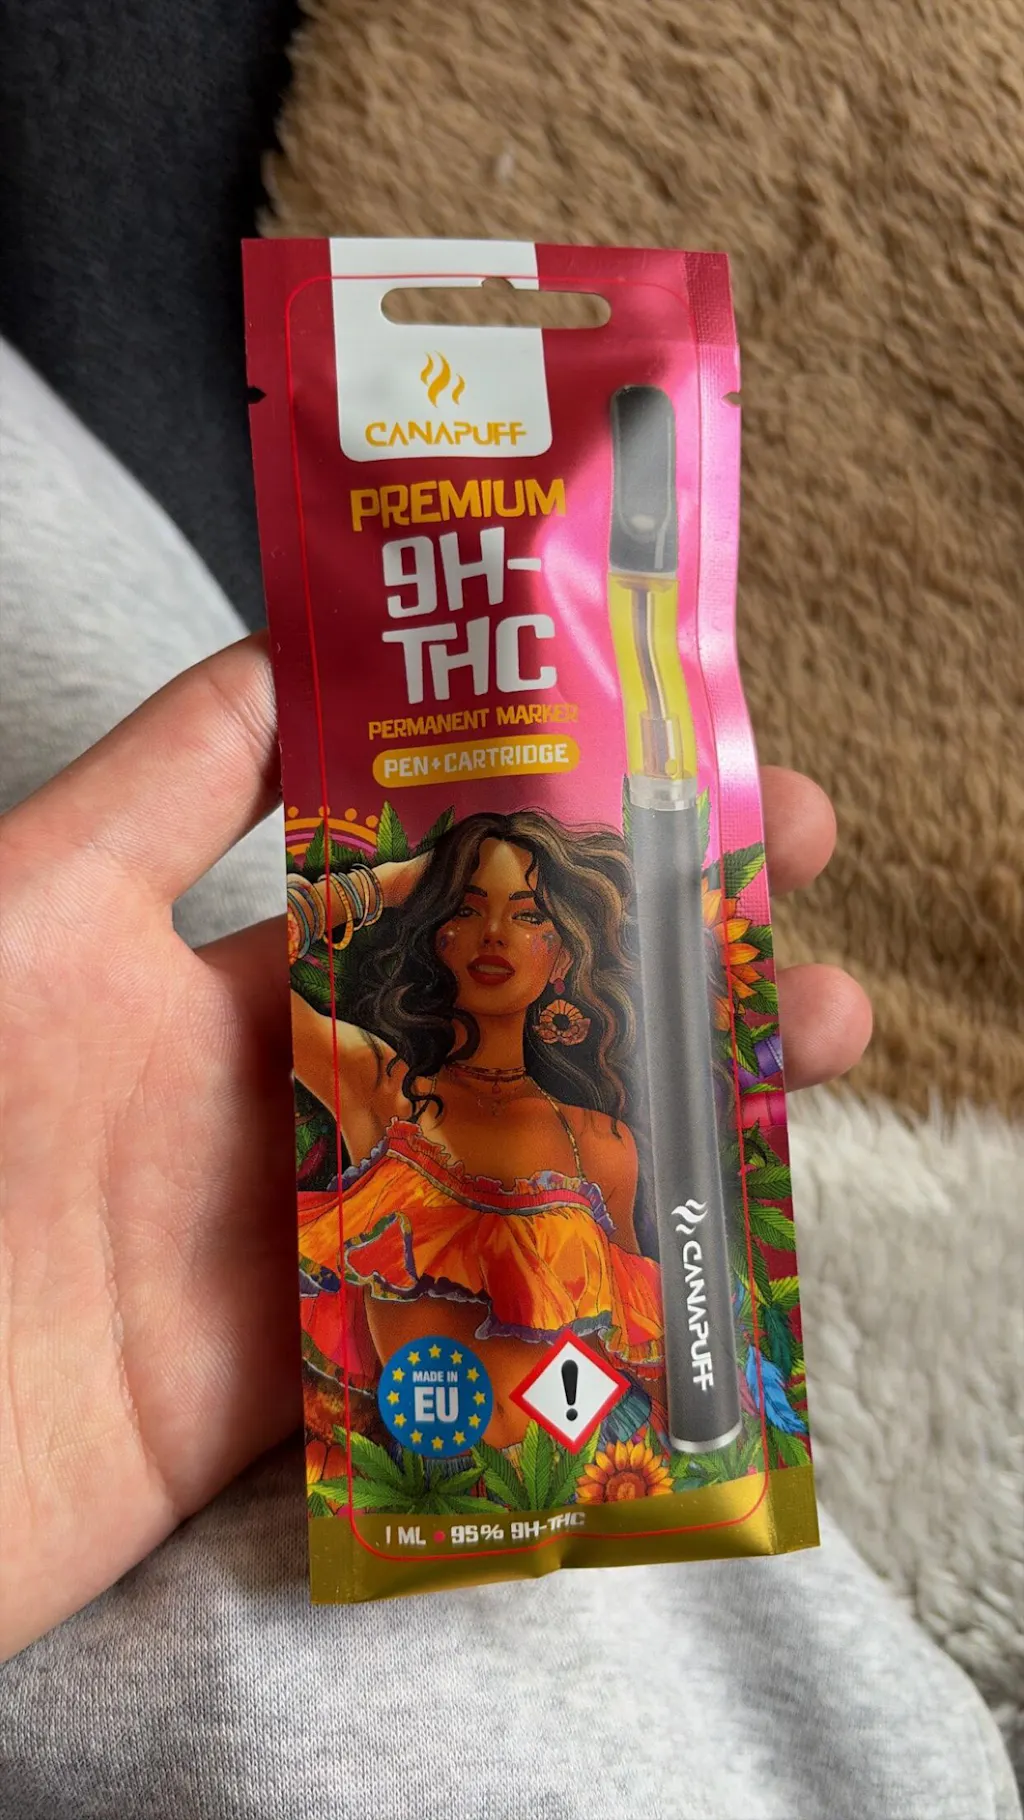 CANAPUFF
PREMIUM
9H-
THC
PERMANENT MARKER
PEN+CARTRIDGE
CANAPUFF
MADE IN
EU
1 ML • 95% 9H-THC